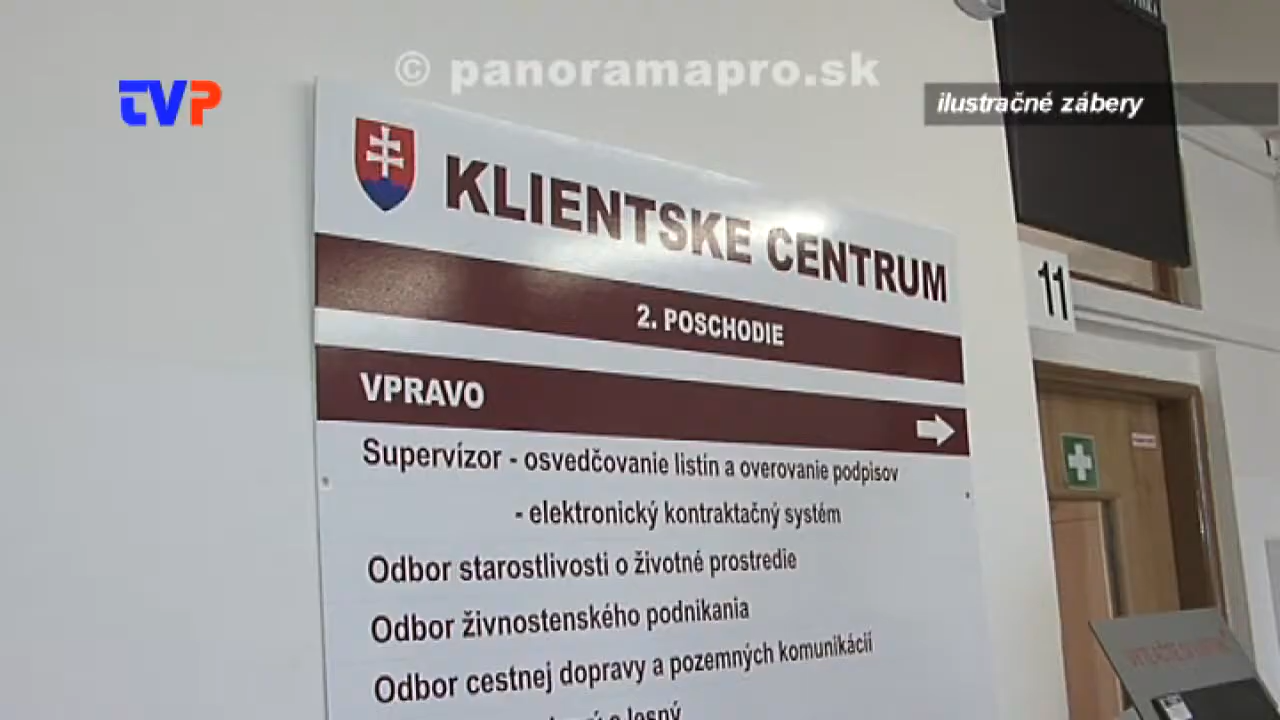 © panoramapro.sk
TVP
ilustračné zábery
KLIENTSKE CENTRUM
2. POSCHODIE
11
VPRAVO
Supervízor - osvedčovanie listín a overovanie podpisov
- elektronický kontraktačný systém
Odbor starostlivosti o životné prostredie
Odbor živnostenského podnikania
Odbor cestnej dopravy a pozemných komunikácií
a lesný